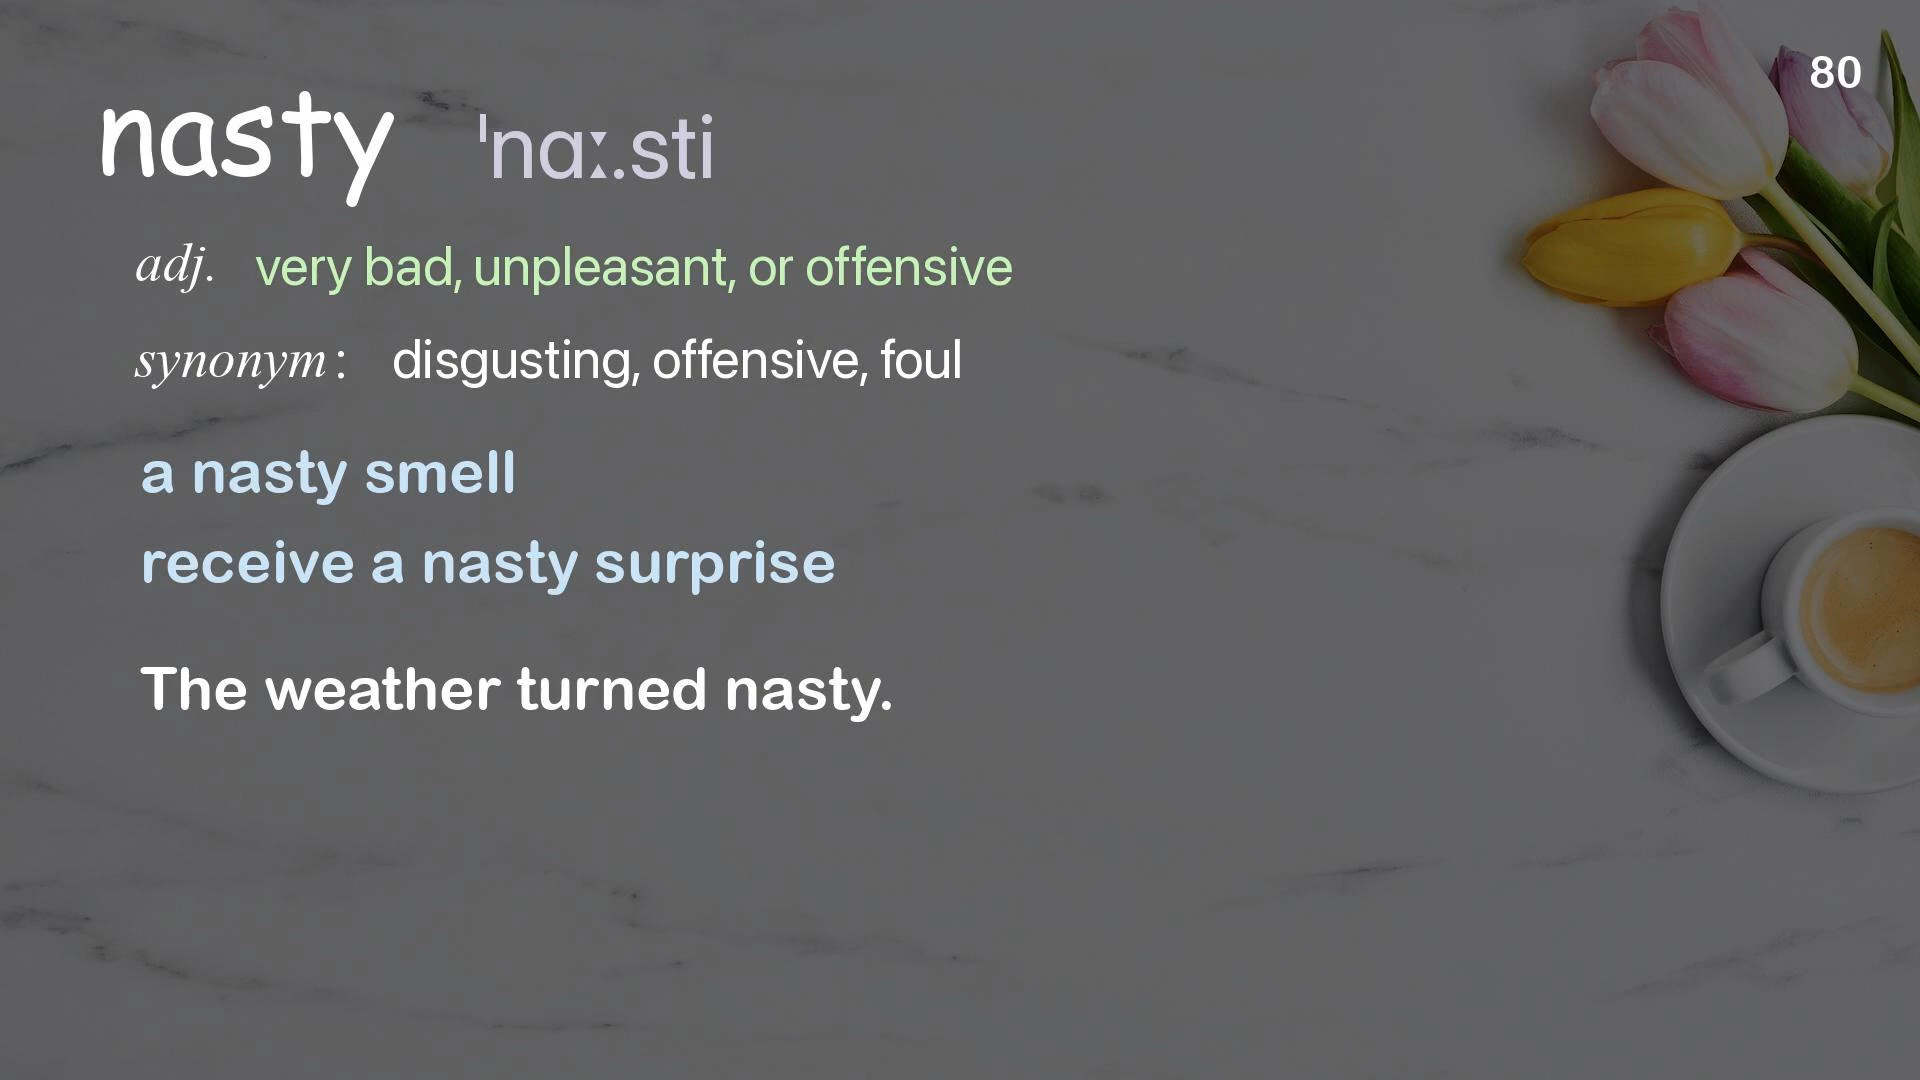 80
nasty ˈnɑː.sti
adj. very bad, unpleasant, or offensive
synonym: disgusting, offensive, foul
a nasty smell
receive a nasty surprise
The weather turned nasty.